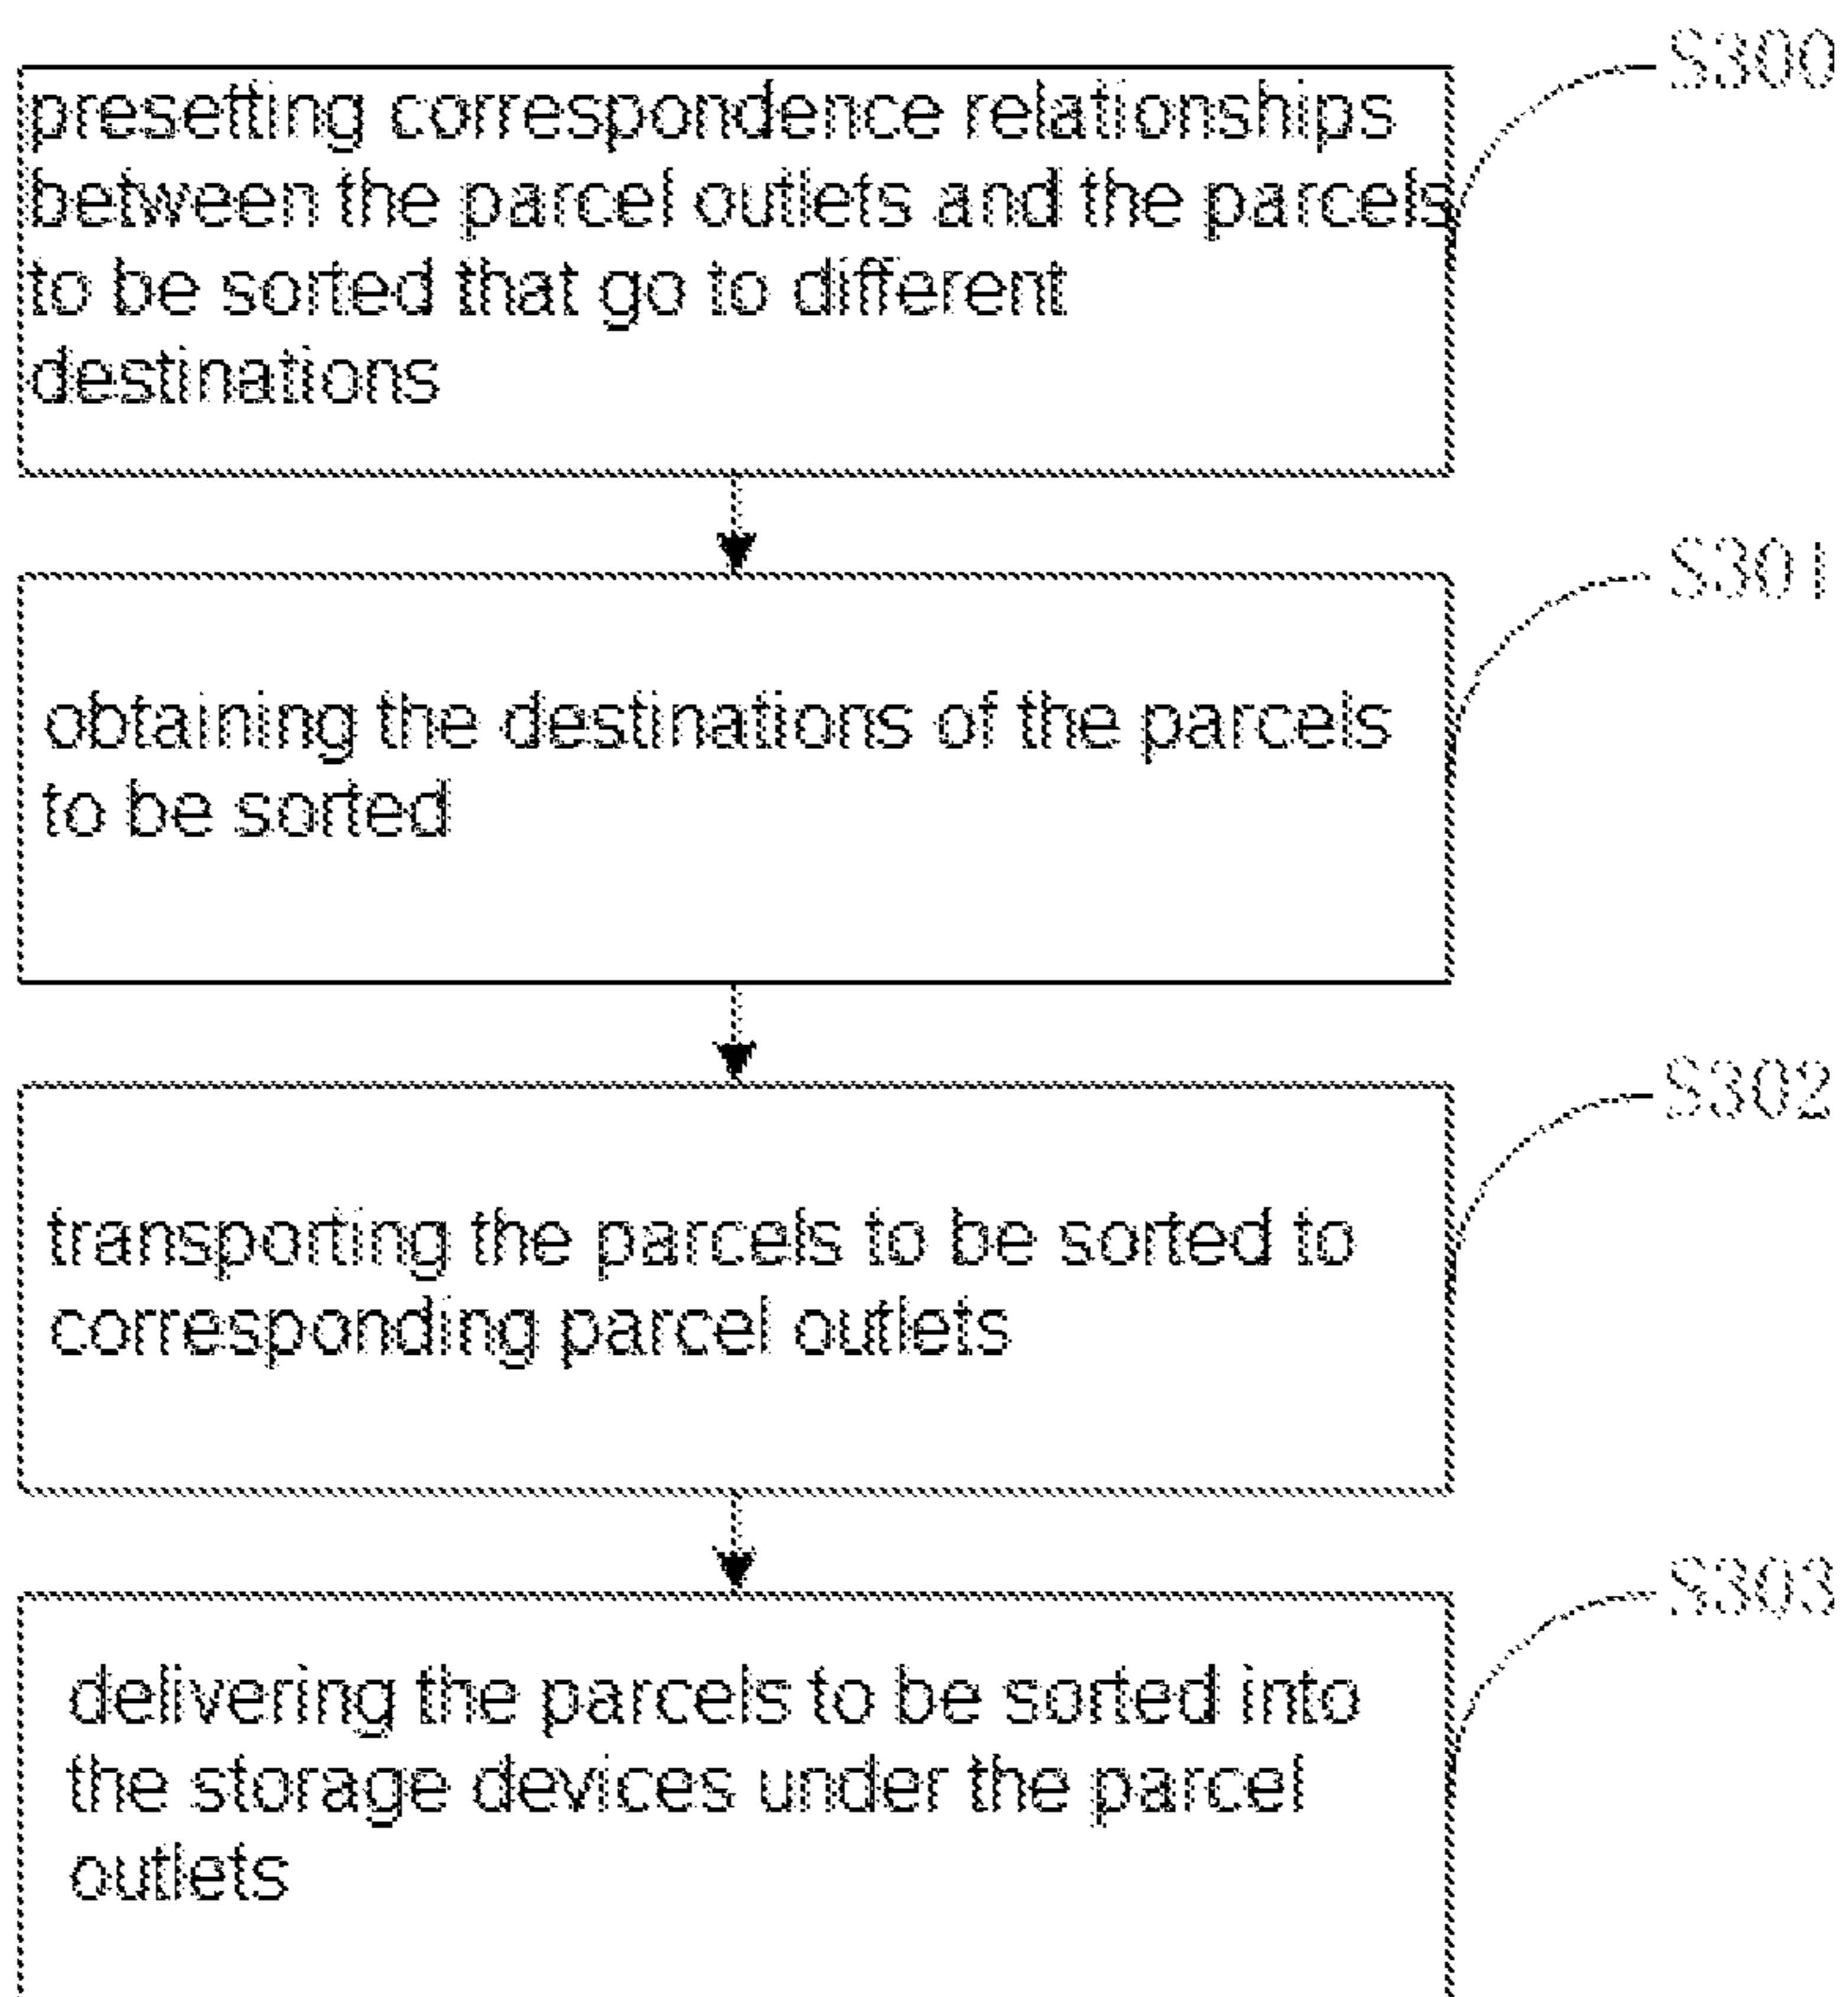 S300
presetting correspondence relationships
between the parcel outlets and the parcels
to be sorted that go to different
destinations
S301
obtaining the destinations of the parcels
to be sorted
S302
transporting the parcels to be sorted to
corresponding parcel outlets
S303
delivering the parcels to be sorted into
the storage devices under the parcel
outlets